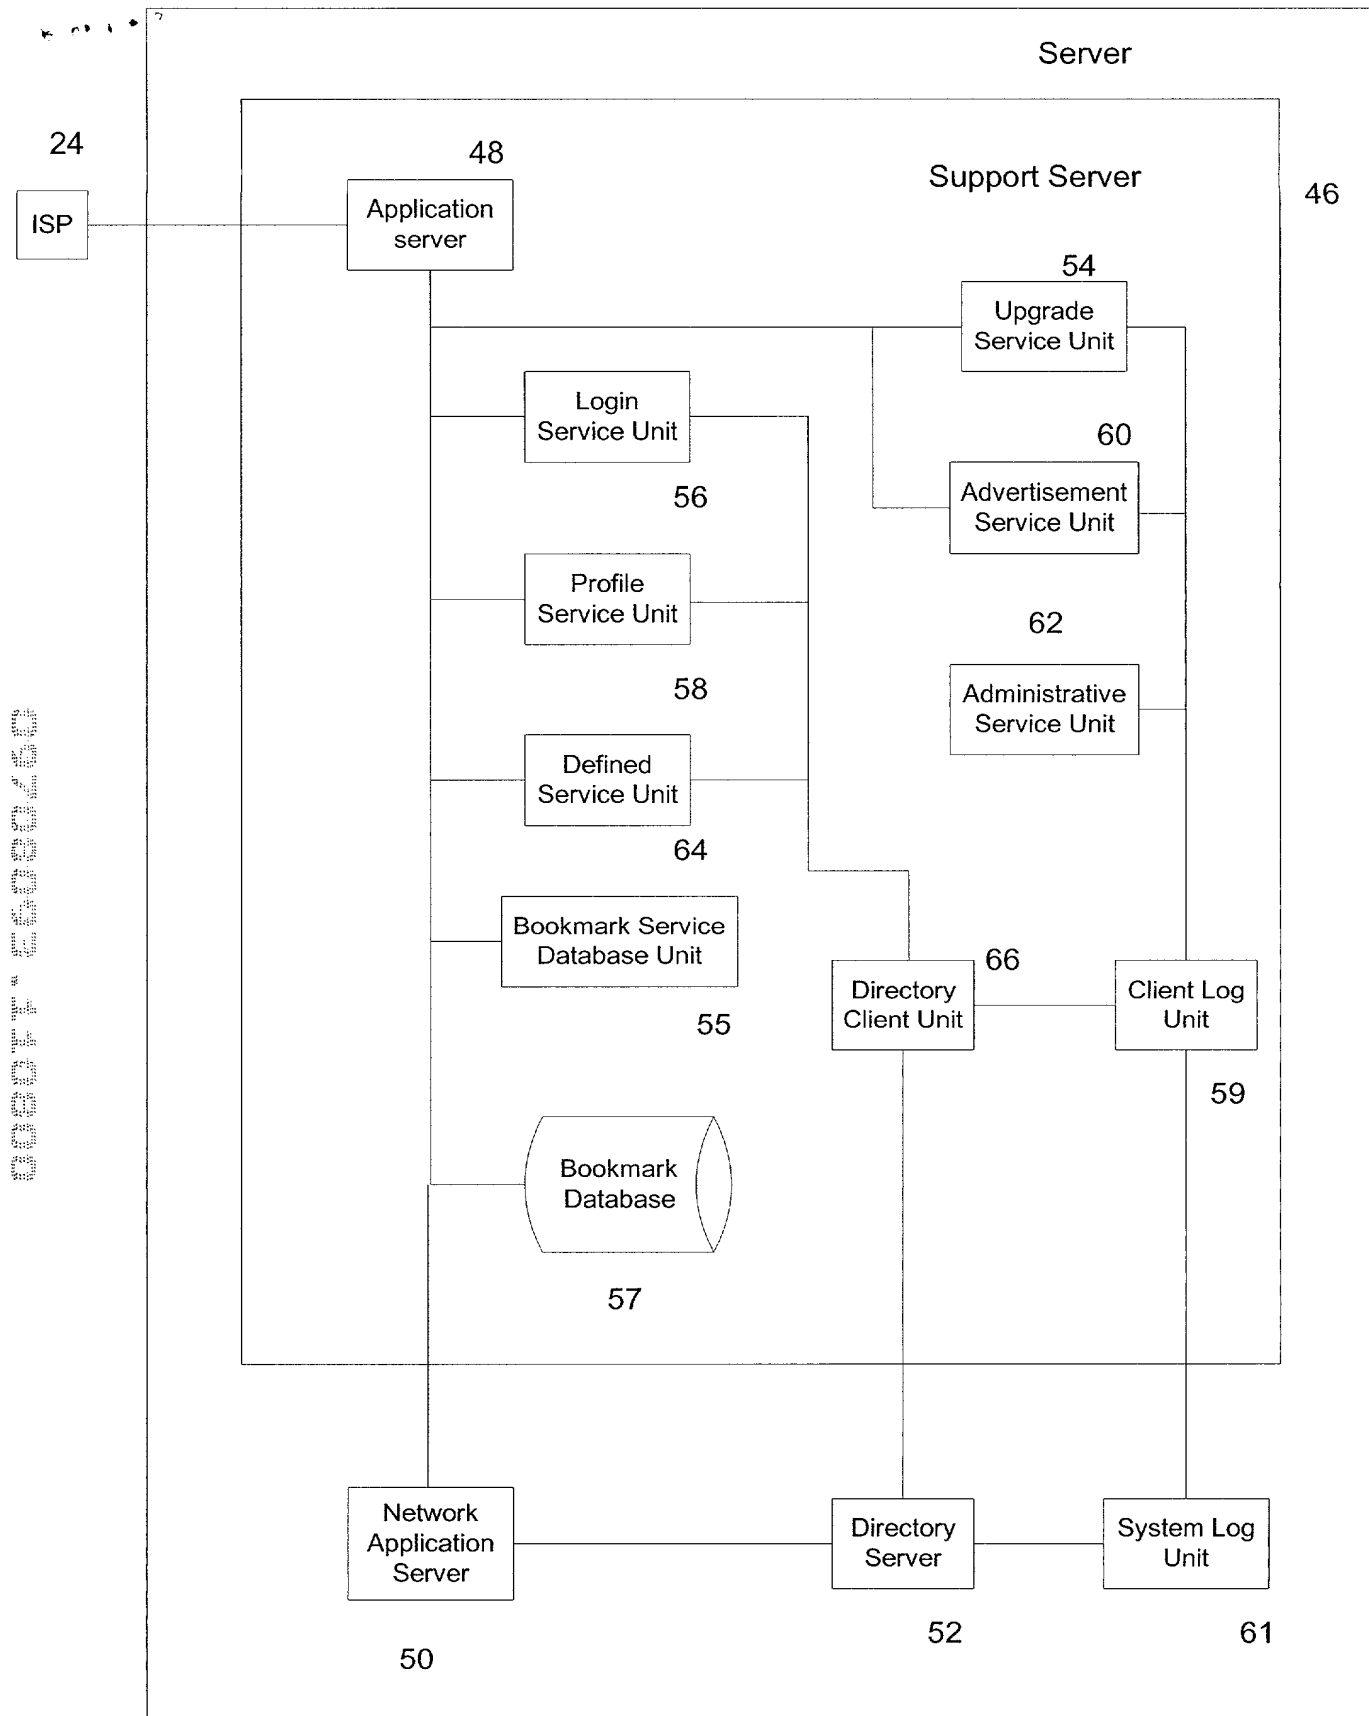 Server
24
48
Support Server
46
ISP
Application
server
54
Upgrade
Service Unit
Login
Service Unit
60
56
Advertisement
Service Unit
Profile
Service Unit
62
58
Administrative
Service Unit
Defined
Service Unit
64
Bookmark Service
Database Unit
66
55
Directory
Client Unit
Client Log
Unit
59
Bookmark
Database
57
Network
Application
Server
Directory
Server
System Log
Unit
52
61
50
09708093.110800